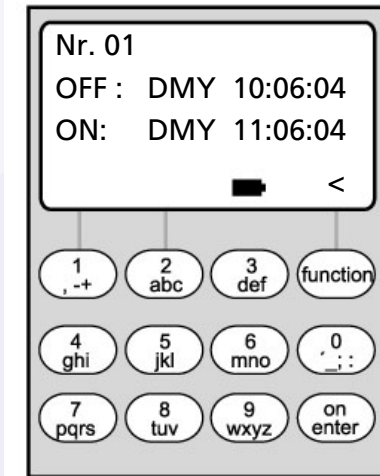 Nr. 01
OFF : DMY 10:06:04
ON: DMY 11:06:04
<
1 2 3 function
, -+ abc def
4 5 6 0
ghi jkl mno ´_; :
7 8 9 on
pqrs tuv wxyz enter